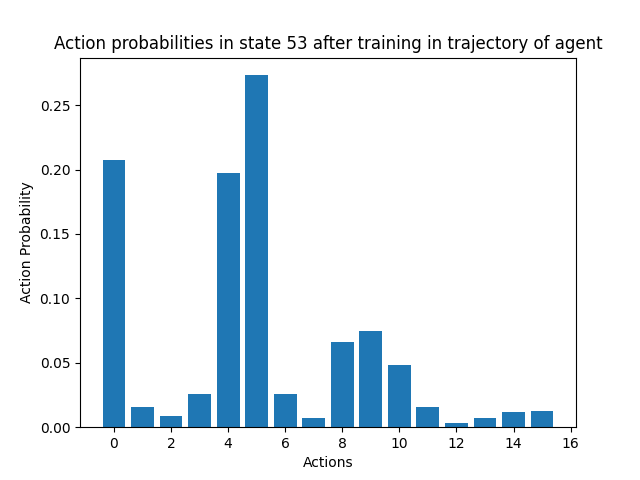 Action probabilities in state 53 after training in trajectory of agent
0.25
0.20
0.15
0.10
0.05
0.00
Action Probability
0 2 4 6 8 10 12 14 16
Actions